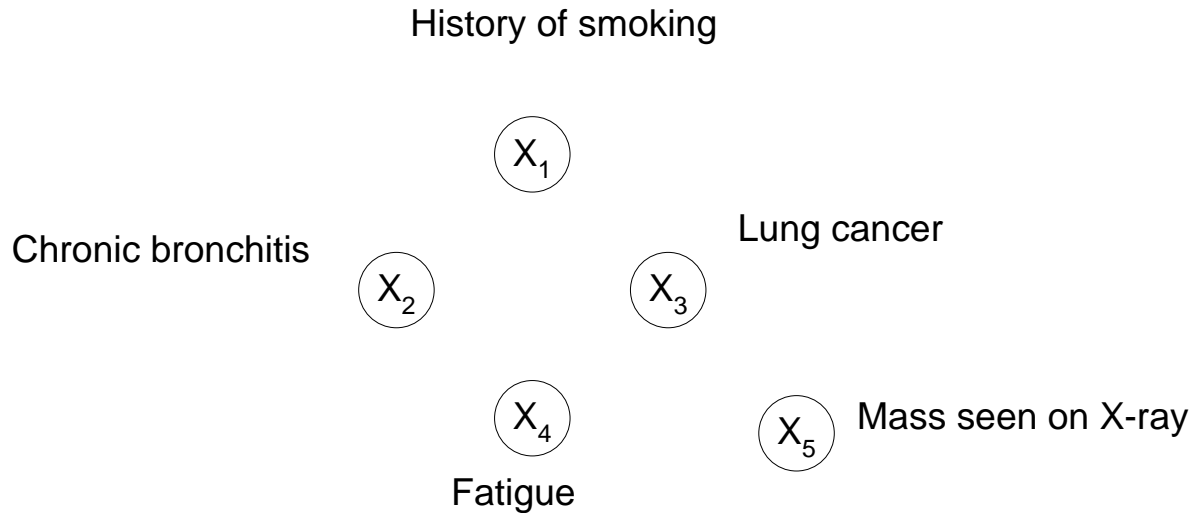 History of smoking
X₁
Lung cancer
Chronic bronchitis
X₂
X₃
X₄
Mass seen on X-ray
X₅
Fatigue